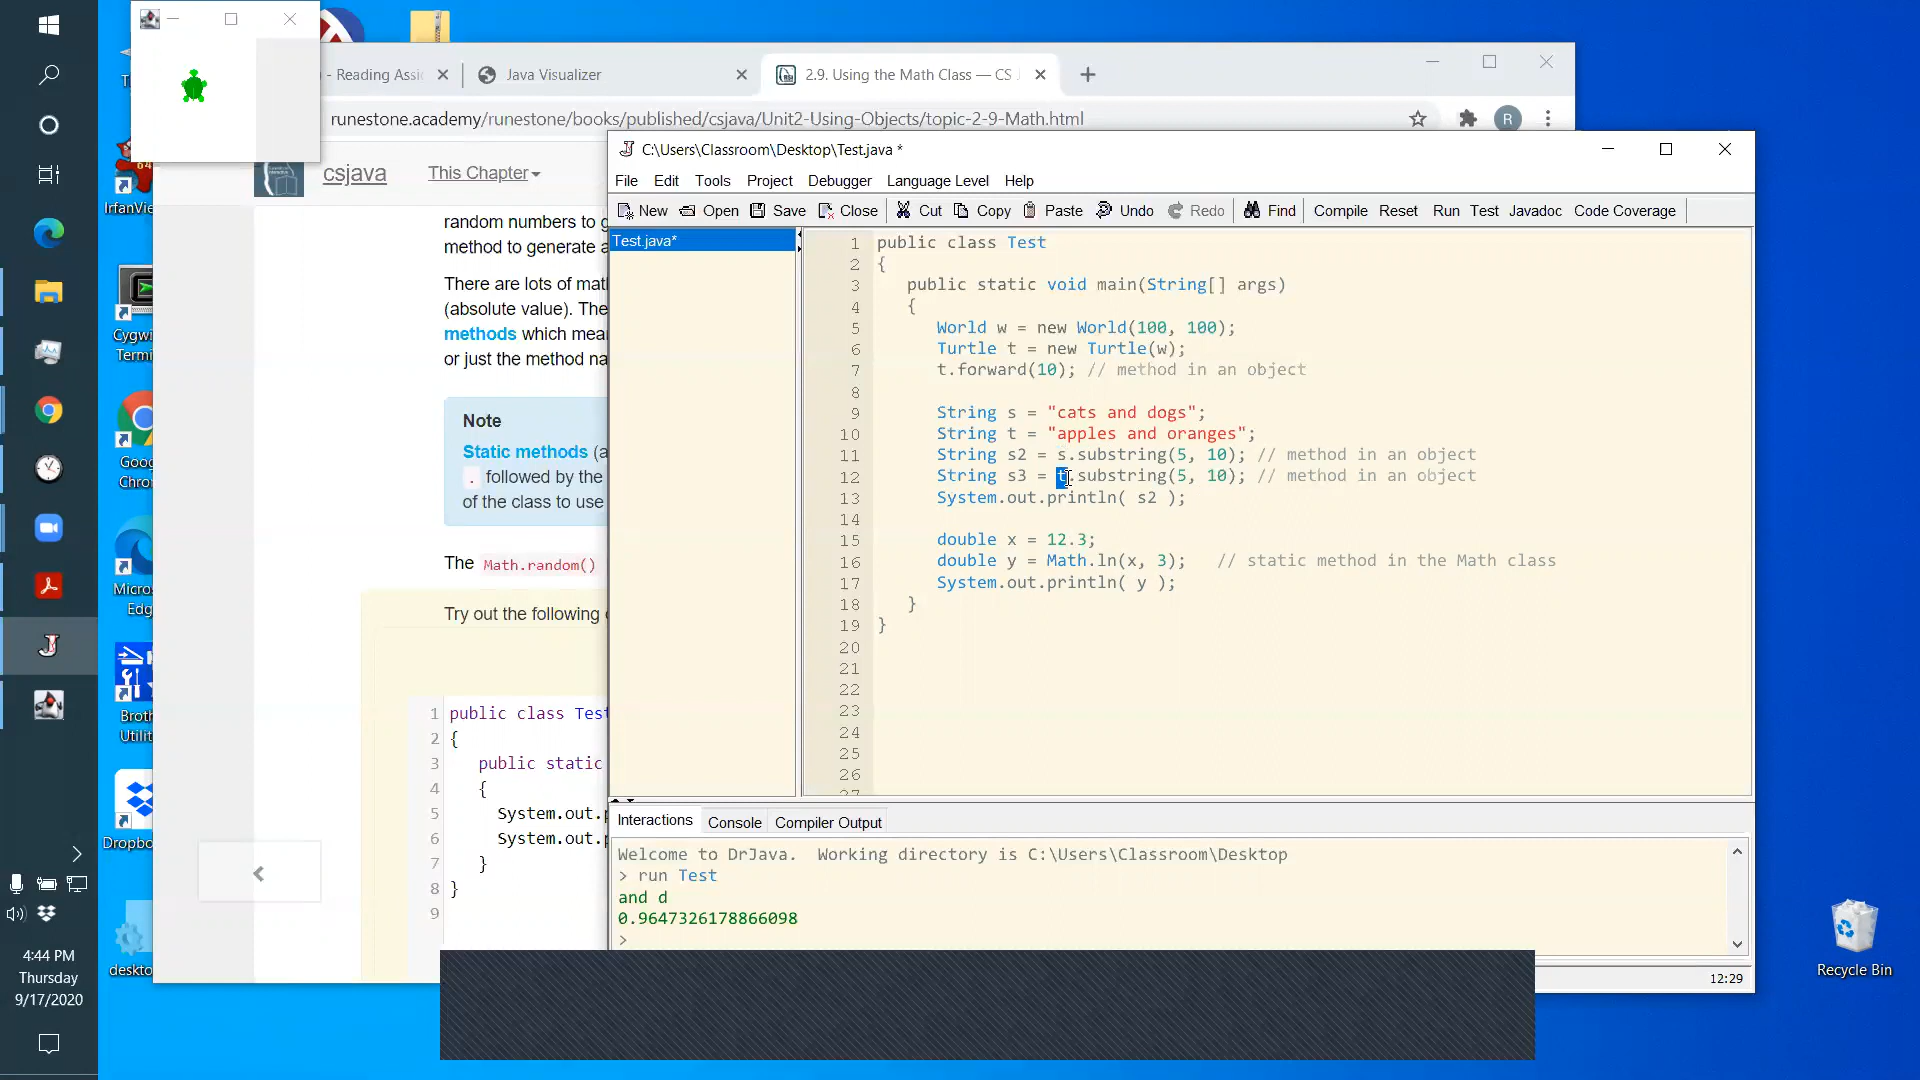 - Reading Assi
Java Visualizer
2.9. Using the Math Class — CS
runestone.academy/runestone/books/published/csjava/Unit2-Using-Objects/topic-2-9-Math.html
R
csjava
This Chapter
random numbers to g
method to generate a
There are lots of mat
(absolute value). The
methods which mea
or just the method na
Note
Static methods (a
. followed by the
of the class to use
The Math.random()
Try out the following
1 public class Test
2 {
3 public static
4 {
5 System.out.
6 System.out.
7 }
8 }
9
C:\Users\Classroom\Desktop\Test.java *
File Edit Tools Project Debugger Language Level Help
New Open Save Close Cut Copy Paste Undo Redo Find Compile Reset Run Test Javadoc Code Coverage
Test.java*
1 public class Test
2 {
3 public static void main(String[] args)
4 {
5 World w = new World(100, 100);
6 Turtle t = new Turtle(w);
7 t.forward(10); // method in an object
8
9 String s = "cats and dogs";
10 String t = "apples and oranges";
11 String s2 = s.substring(5, 10); // method in an object
12 String s3 = t.substring(5, 10); // method in an object
13 System.out.println( s2 );
14
15 double x = 12.3;
16 double y = Math.ln(x, 3); // static method in the Math class
17 System.out.println( y );
18 }
19 }
20
21
22
23
24
25
26
27
Interactions Console Compiler Output
Welcome to DrJava. Working directory is C:\Users\Classroom\Desktop
> run Test
and d
0.9647326178866098
>
12:29
IrfanVie
64
Cygw
Termi
Goog
Chro
Micros
Edg
Broth
Utiliti
Dropbo
deskto
Recycle Bin
4:44 PM
Thursday
9/17/2020